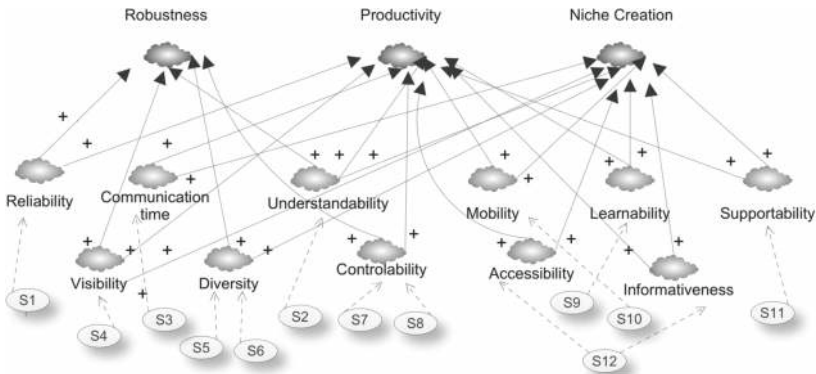 Robustness
Productivity
Niche Creation
+
+
+
+
+
+
+
+
+
+
+
+
Reliability
Communication
time
Understandability
Mobility
Learnability
Supportability
+
+
+
+
+
+
+
+
+
+
+
Visibility
Diversity
Controlability
Accessibility
Informativeness
+
S1
S4
S3
S5
S6
S2
S7
S8
S9
S10
S12
S11